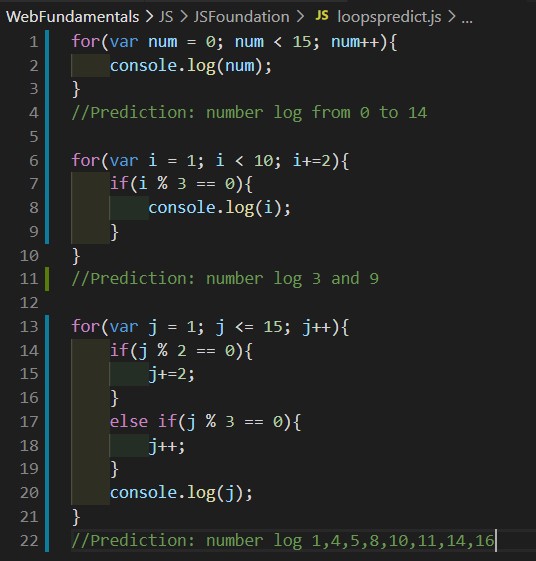 WebFundamentals > JS > JSFoundation > JS loopspredict.js > ...
1 for(var num = 0; num < 15; num++){
2     console.log(num);
3 }
4 //Prediction: number log from 0 to 14
5
6 for(var i = 1; i < 10; i+=2){
7     if(i % 3 == 0){
8         console.log(i);
9     }
10 }
11 //Prediction: number log 3 and 9
12
13 for(var j = 1; j <= 15; j++){
14     if(j % 2 == 0){
15         j+=2;
16     }
17     else if(j % 3 == 0){
18         j++;
19     }
20     console.log(j);
21 }
22 //Prediction: number log 1,4,5,8,10,11,14,16